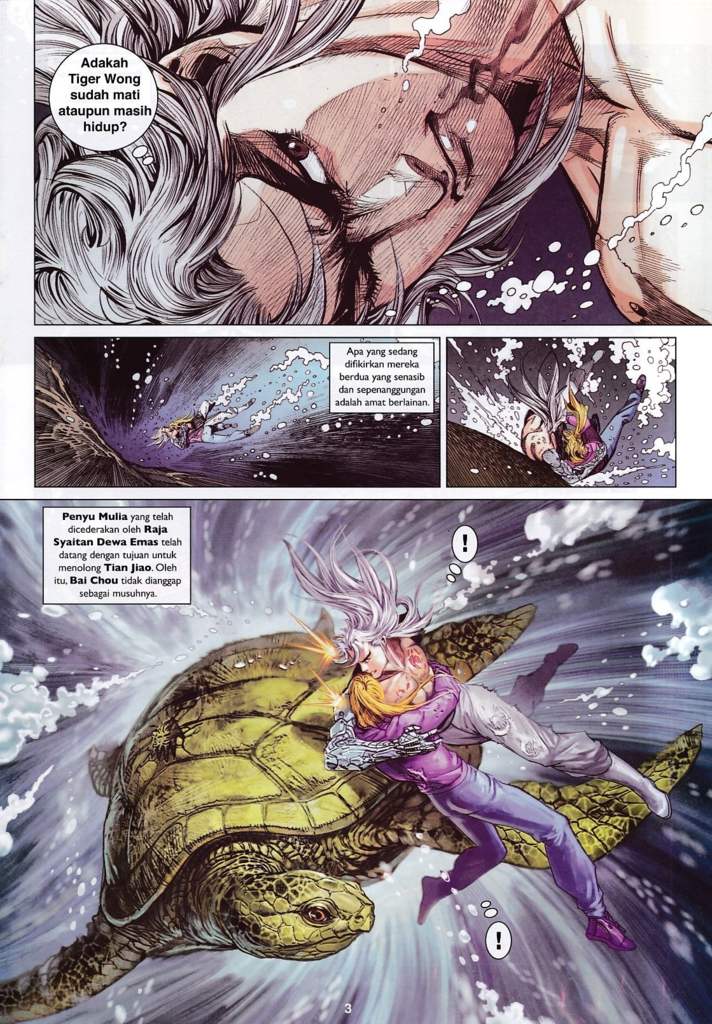 Adakah
Tiger Wong
sudah mati
ataupun masih
hidup?
Apa yang sedang
difikirkan mereka
berdua yang senasib
dan sepenanggungan
adalah amat berlainan.
Penyu Mulia yang telah
dicederakan oleh Raja
Syaitan Dewa Emas telah
datang dengan tujuan untuk
menolong Tian Jiao. Oleh
itu, Bai Chou tidak dianggap
sebagai musuhnya.
!
!
3